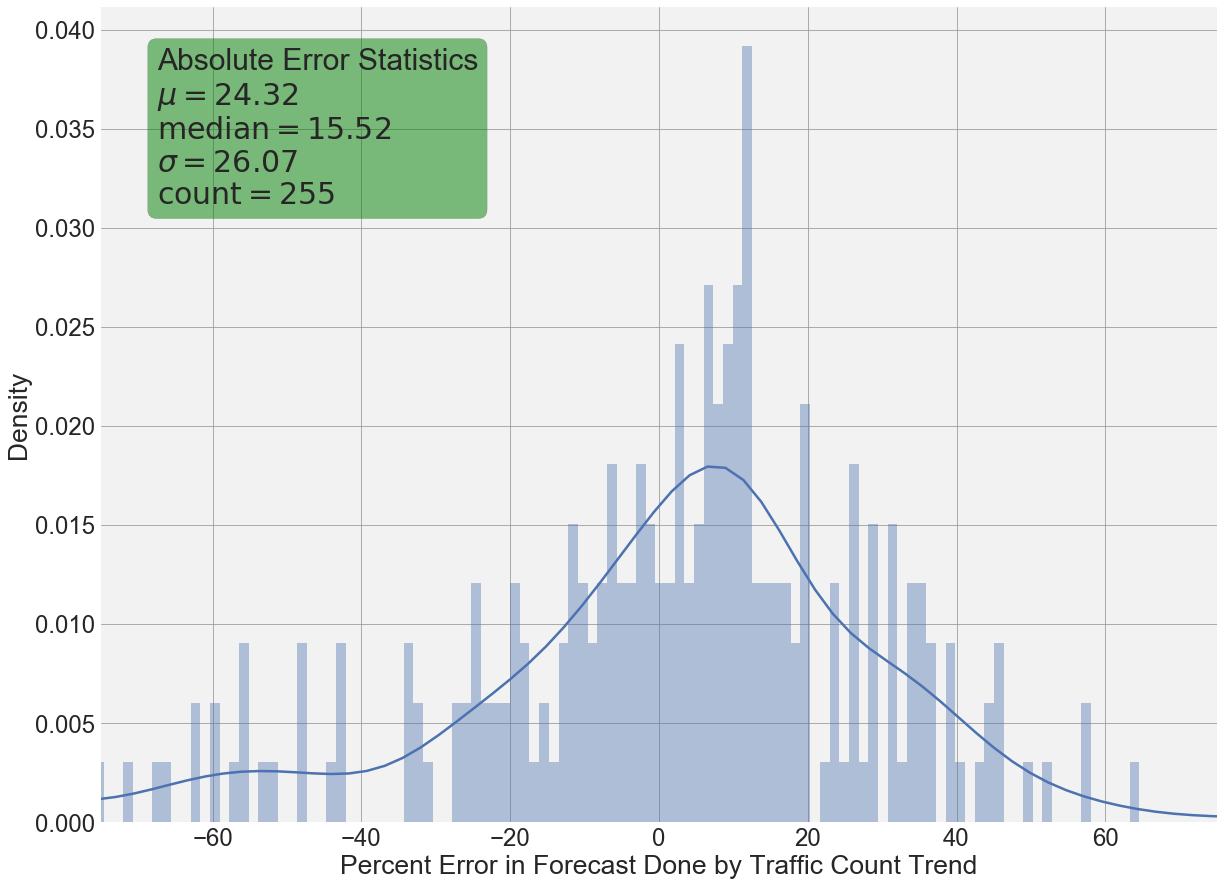 0.040
0.035
0.030
0.025
0.020
0.015
0.010
0.005
0.000
Absolute Error Statistics
μ = 24.32
median = 15.52
σ = 26.07
count = 255
Density
−60 −40 −20 0 20 40 60
Percent Error in Forecast Done by Traffic Count Trend